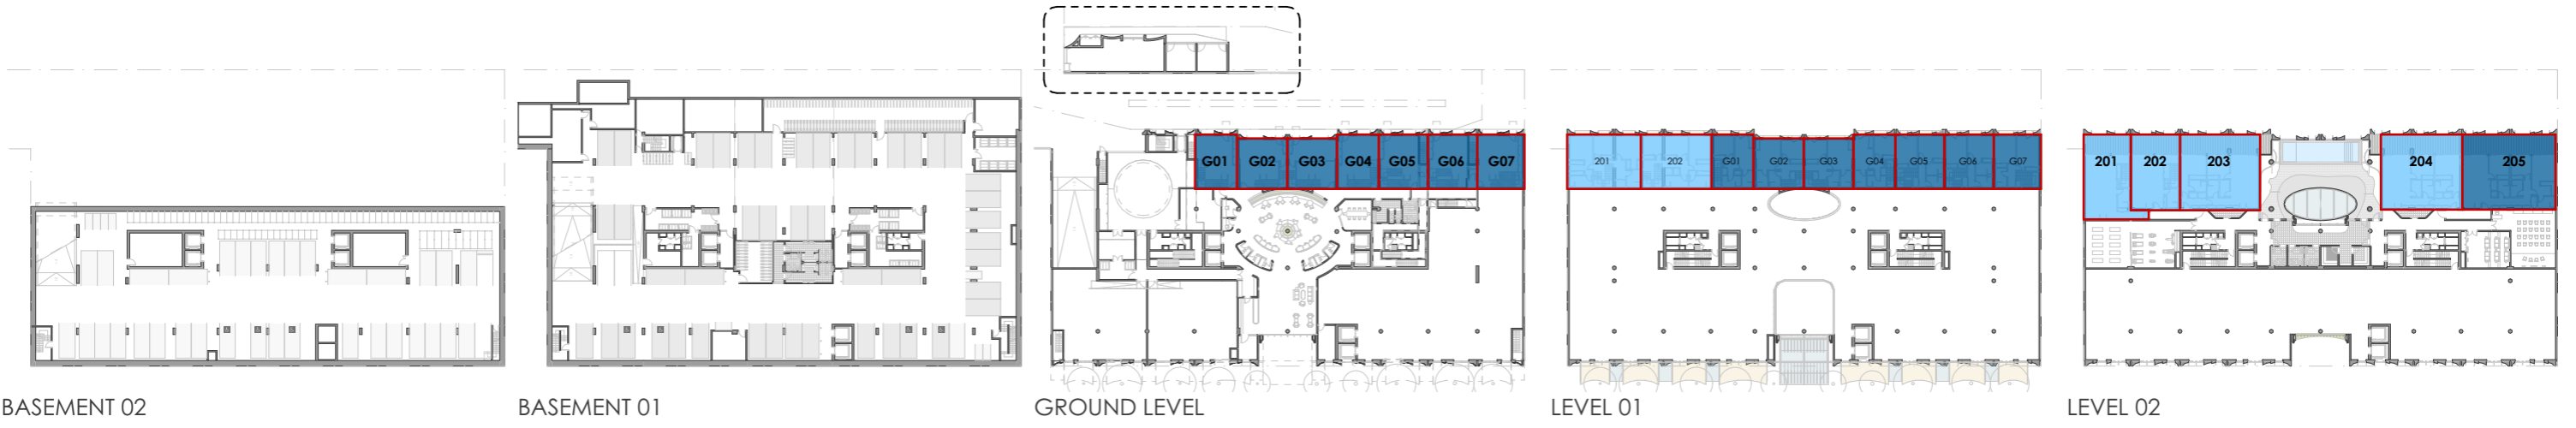 G01 G02 G03 G04 G05 G06 G07
201 202 G01 G02 G03 G04 G05 G06 G07
201 202 203 204 205
BASEMENT 02
BASEMENT 01
GROUND LEVEL
LEVEL 01
LEVEL 02